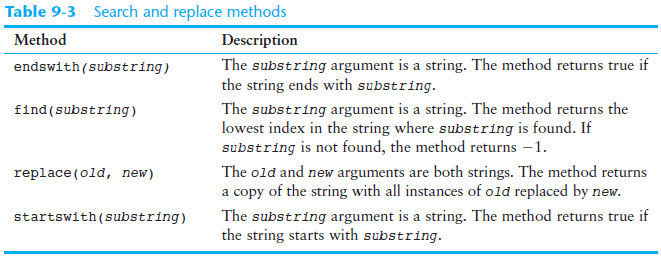 Table 9-3 Search and replace methods
Method Description
endswith(substring) The substring argument is a string. The method returns true if
the string ends with substring.
find(substring) The substring argument is a string. The method returns the
lowest index in the string where substring is found. If
substring is not found, the method returns −1.
replace(old, new) The old and new arguments are both strings. The method returns
a copy of the string with all instances of old replaced by new.
startswith(substring) The substring argument is a string. The method returns true if
the string starts with substring.